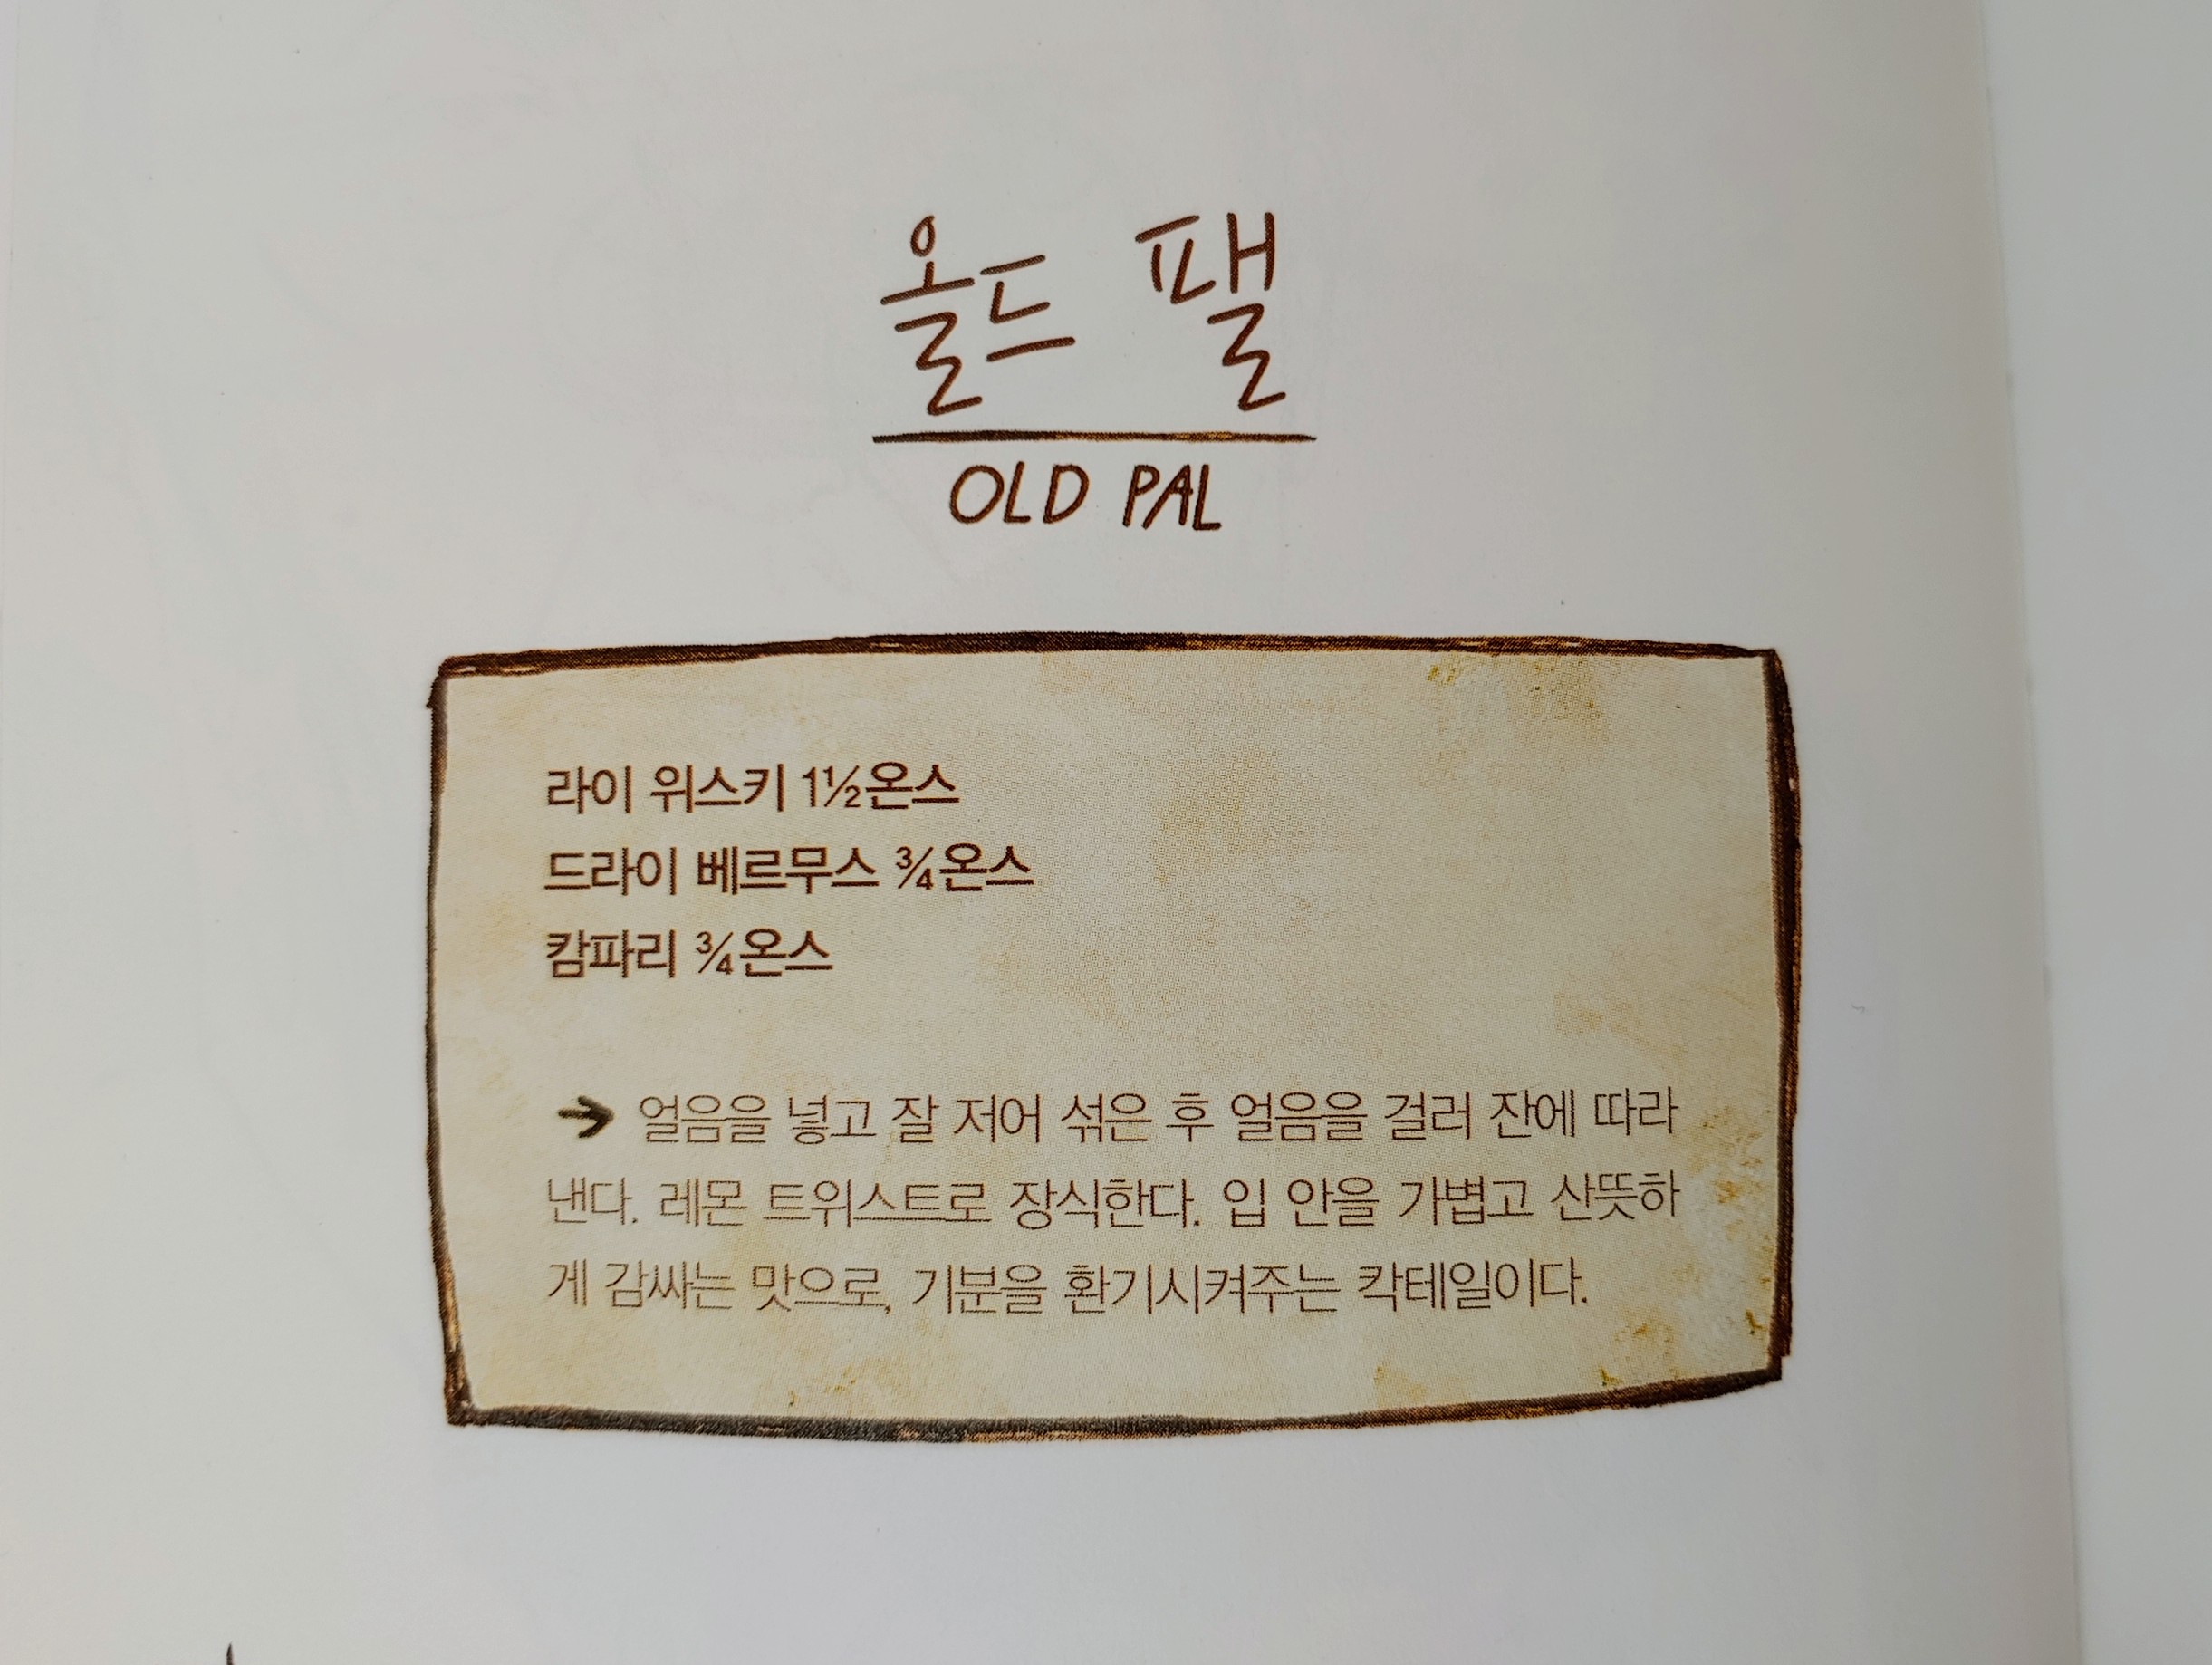 올드 팰
OLD PAL
라이 위스키 1½온스
드라이 베르무스 ¾온스
캄파리 ¾온스
→ 얼음을 넣고 잘 저어 섞은 후 얼음을 걸러 잔에 따라
낸다. 레몬 트위스트로 장식한다. 입 안을 가볍고 산뜻하
게 감싸는 맛으로, 기분을 환기시켜주는 칵테일이다.